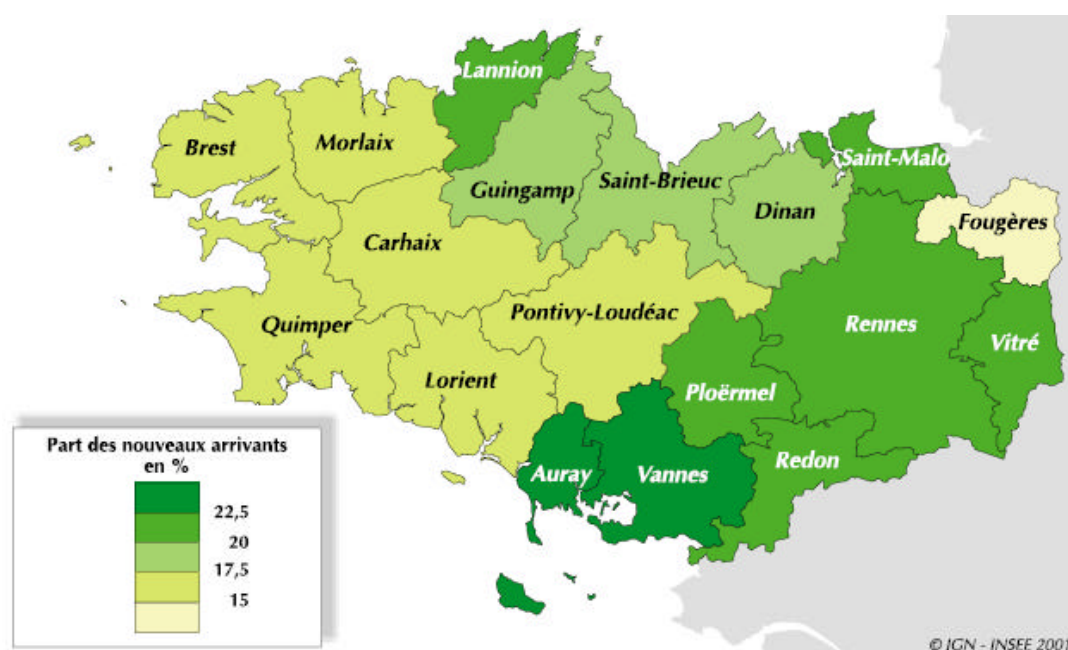 Lannion
Brest
Morlaix
Saint-Malo
Guingamp
Saint-Brieuc
Dinan
Fougères
Carhaix
Quimper
Pontivy-Loudéac
Rennes
Vitré
Lorient
Ploërmel
Auray
Vannes
Redon
Part des nouveaux arrivants
en %
22,5
20
17,5
15
© IGN - INSEE 2001